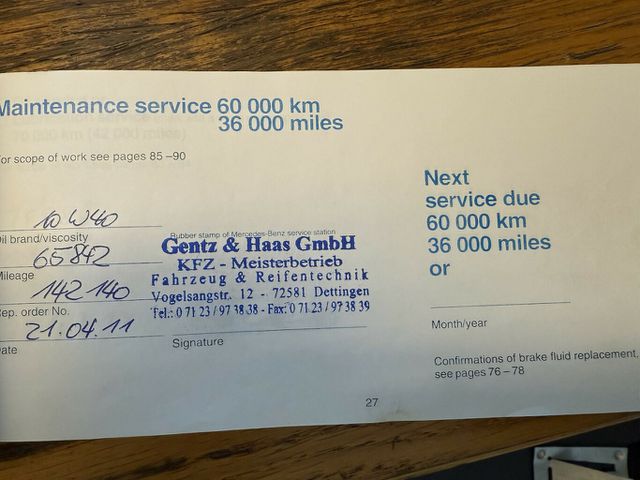 Maintenance service 60 000 km
36 000 miles
For scope of work see pages 85–90
10 W40
Oil brand/viscosity
65842
Mileage
142 140
Rep. order No.
21.04.11
Date
Rubber stamp of Mercedes-Benz service station
Gentz & Haas GmbH
KFZ - Meisterbetrieb
Fahrzeug & Reifentechnik
Vogelsangstr. 12 - 72581 Dettingen
Tel.: 0 71 23 / 97 38 38 - Fax: 0 71 23 / 97 38 39
Signature
Next
service due
60 000 km
36 000 miles
or
Month/year
Confirmations of brake fluid replacement,
see pages 76–78
27